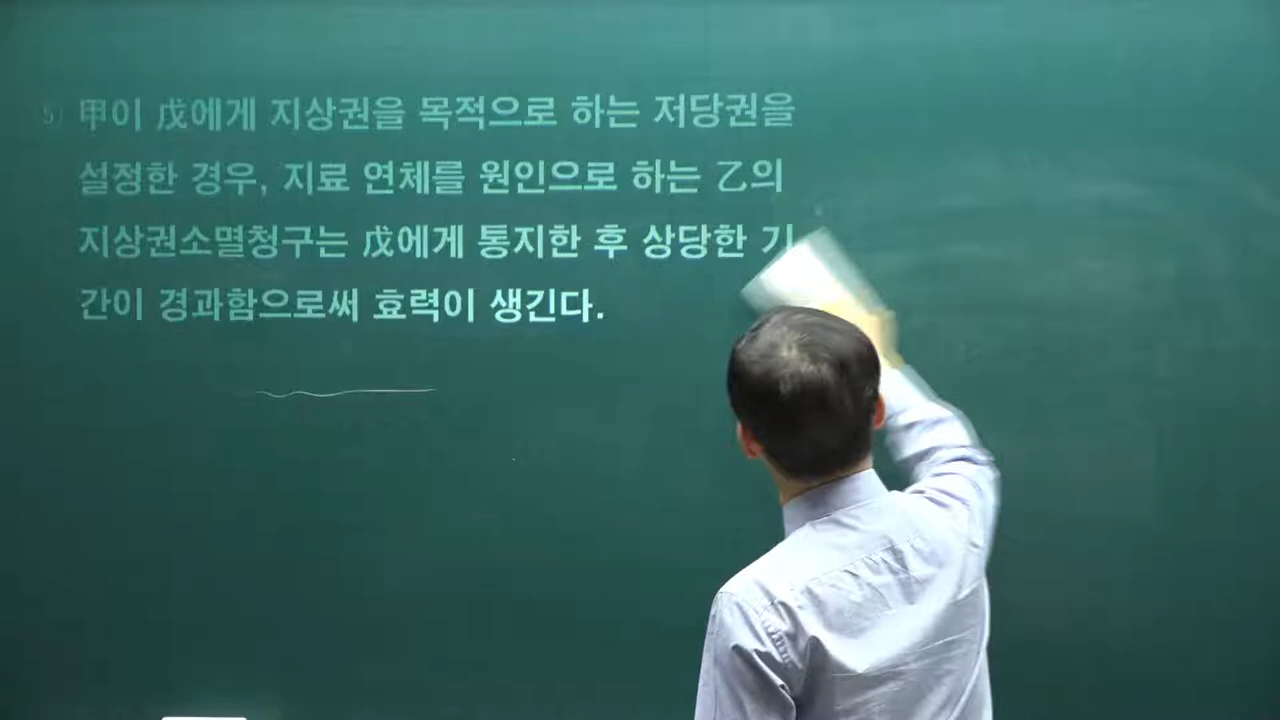 5) 甲이 戊에게 지상권을 목적으로 하는 저당권을
설정한 경우, 지료 연체를 원인으로 하는 乙의
지상권소멸청구는 戊에게 통지한 후 상당한 기
간이 경과함으로써 효력이 생긴다.